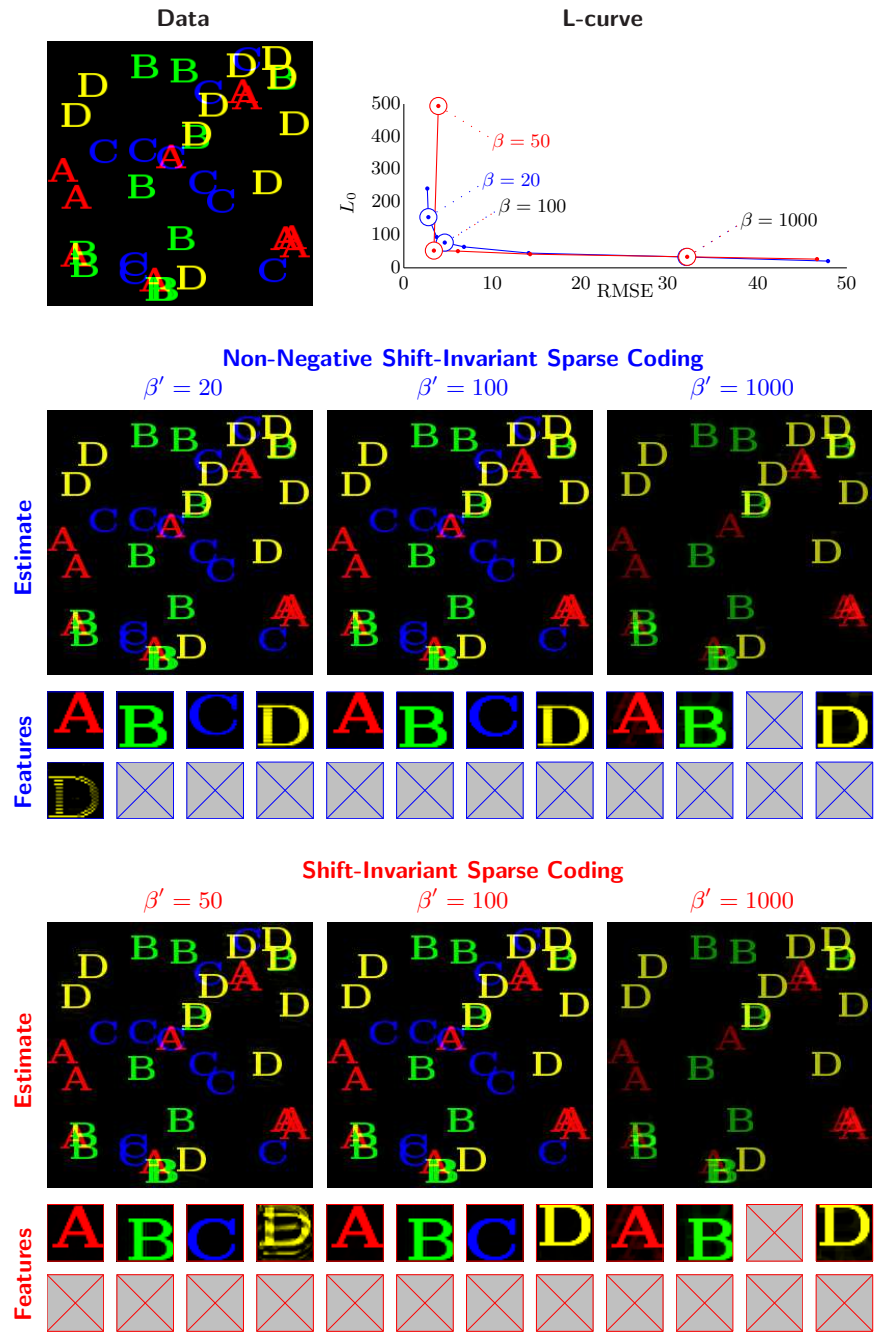 Data
L-curve
500
400
300
200
100
0
L0
0
10
20
30
40
50
RMSE
β = 50
β = 20
β = 100
β = 1000
Non-Negative Shift-Invariant Sparse Coding
β′ = 20
β′ = 100
β′ = 1000
Estimate
Features
A B C D A B C D A B D
D
Shift-Invariant Sparse Coding
β′ = 50
β′ = 100
β′ = 1000
Estimate
Features
A B C D A B C D A B D